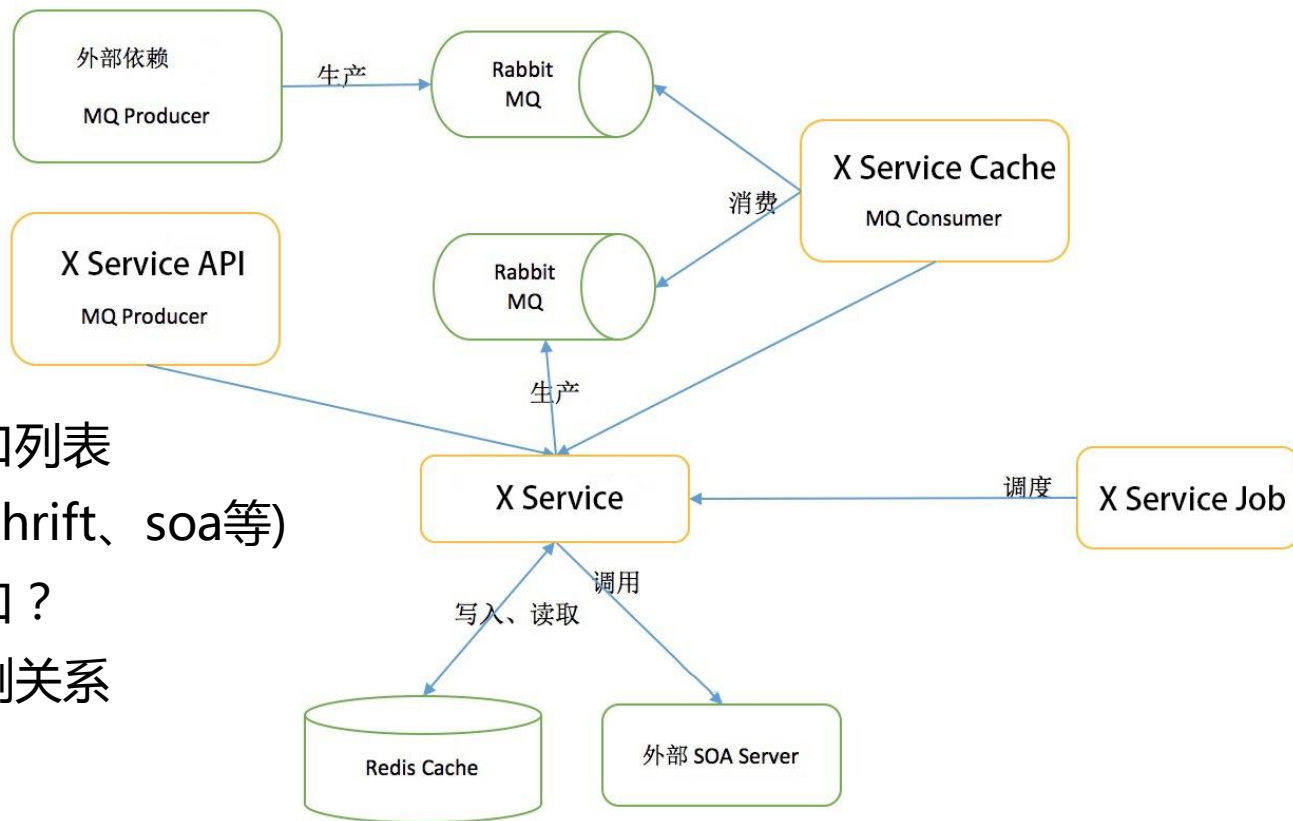 外部依赖
MQ Producer
生产
Rabbit
MQ
X Service Cache
MQ Consumer
消费
X Service API
MQ Producer
Rabbit
MQ
生产
列表
X Service
调度
X Service Job
hrift、soa等)
？
调用
写入、读取
关系
Redis Cache
外部 SOA Server